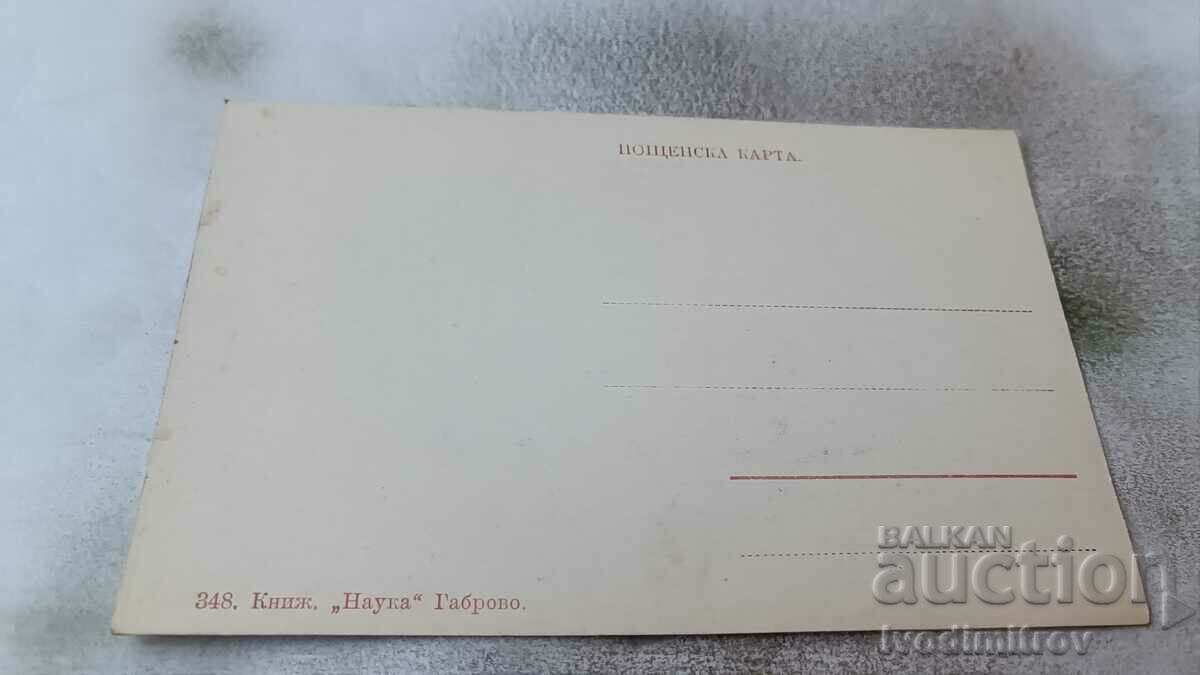 ПОЩЕНСКА КАРТА.
348. Книж. „Наука“ Габрово.
BALKAN
auction
Ivodimitrov